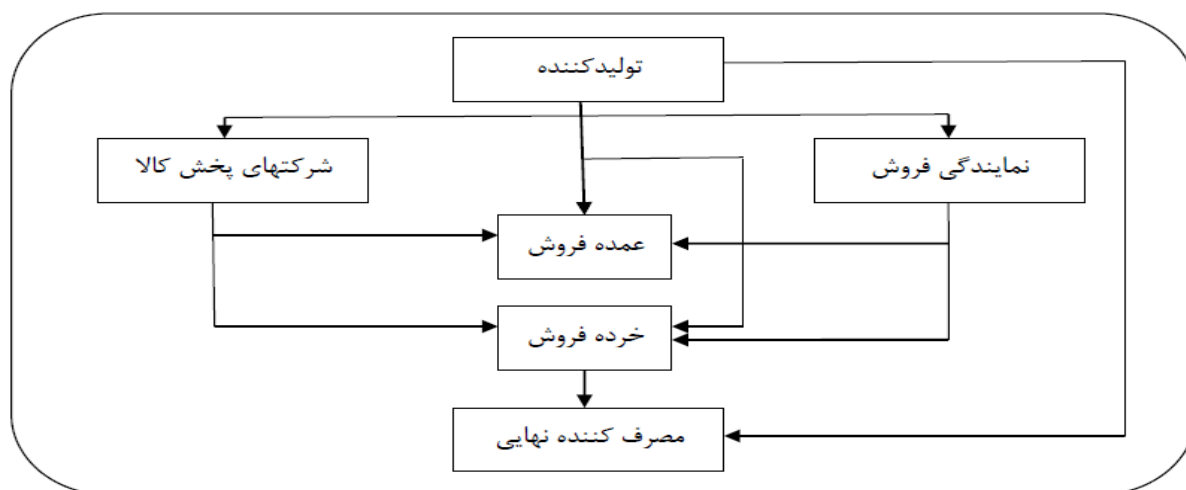 تولیدکننده
نمایندگی فروش
شرکتهای پخش کالا
عمده فروش
خرده فروش
مصرف کننده نهایی